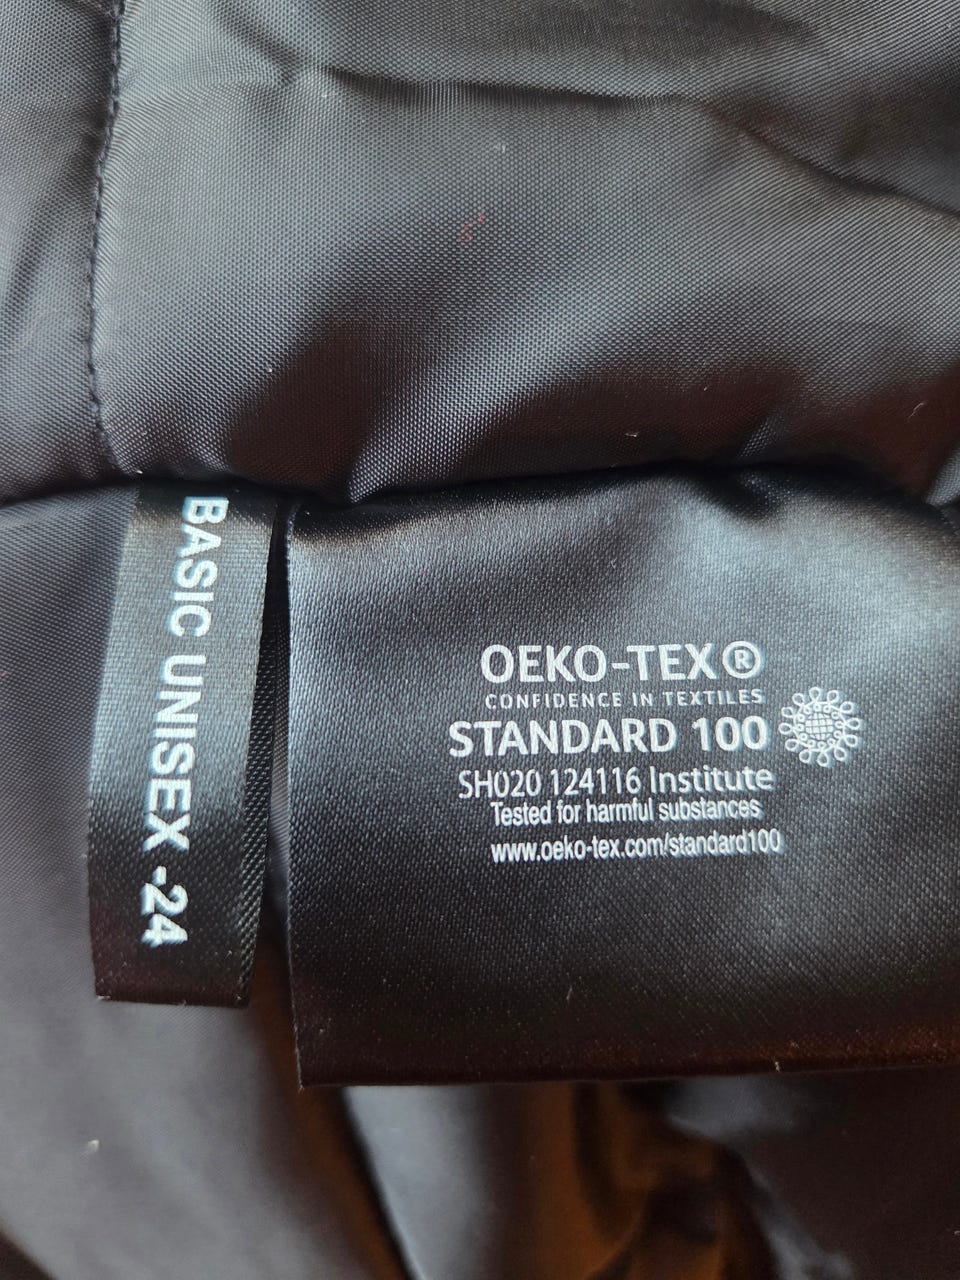 BASIC UNISEX -24
OEKO-TEX®
CONFIDENCE IN TEXTILES
STANDARD 100
SH020 124116 Institute
Tested for harmful substances
www.oeko-tex.com/standard100